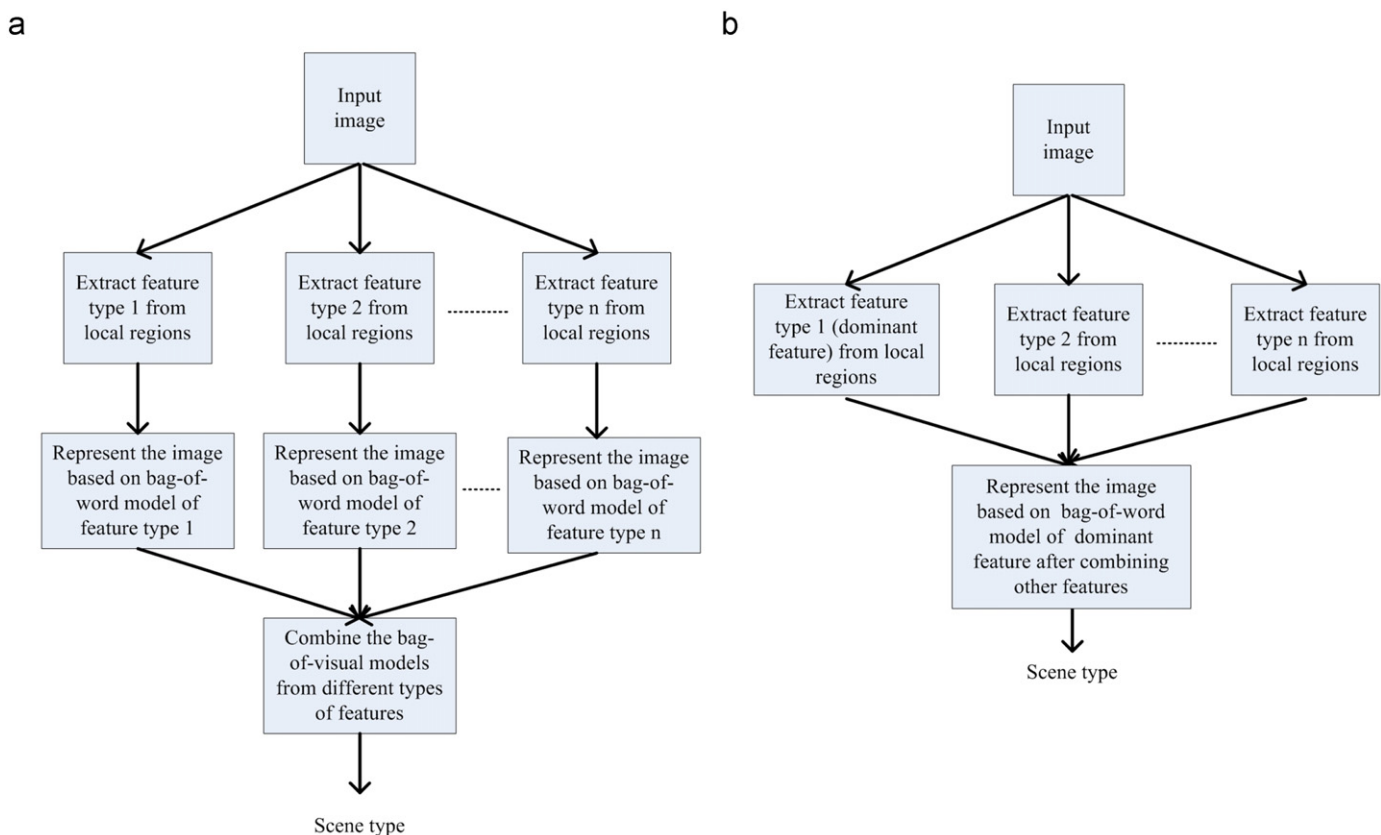 a
Input
image
Extract feature
type 1 from
local regions
Extract feature
type 2 from
local regions
Extract feature
type n from
local regions
Represent the image
based on bag-of-
word model of
feature type 1
Represent the image
based on bag-of-
word model of
feature type 2
Represent the image
based on bag-of-
word model of
feature type n
Combine the bag-
of-visual models
from different types
of features
Scene type
b
Input
image
Extract feature
type 1 (dominant
feature) from local
regions
Extract feature
type 2 from
local regions
Extract feature
type n from
local regions
Represent the image
based on bag-of-word
model of dominant
feature after combining
other features
Scene type